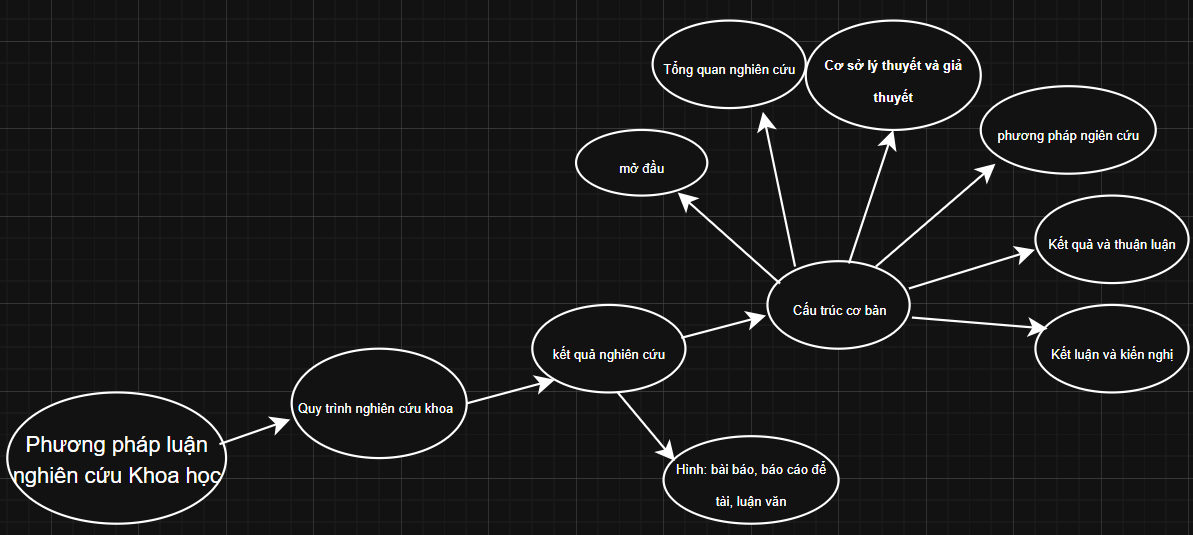 Tổng quan nghiên cứu
Cơ sở lý thuyết và giả
thuyết
phương pháp ngiên cứu
mở đầu
Kết quả và thuận luận
Cấu trúc cơ bản
kết quả nghiên cứu
Kết luận và kiến nghị
Quy trình nghiên cứu khoa
Phương pháp luận
nghiên cứu Khoa học
Hình: bài báo, báo cáo đề
tài, luận văn